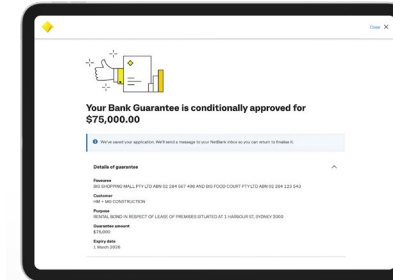 Close ✕
Your Bank Guarantee is conditionally approved for
$75,000.00
We've saved your application. We'll send a message to your NetBank inbox so you can return to finalise it.
Details of guarantee
Favourees
BIG SHOPPING MALL PTY LTD ABN 02 284 557 498 AND BIG FOOD COURT PTY LTD ABN 02 284 123 543
Customer
HM + MG CONSTRUCTION
Purpose
RENTAL BOND IN RESPECT OF LEASE OF PREMISES SITUATED AT 1 HARBOUR ST, SYDNEY 2000
Guarantee amount
$75,000
Expiry date
1 March 2026